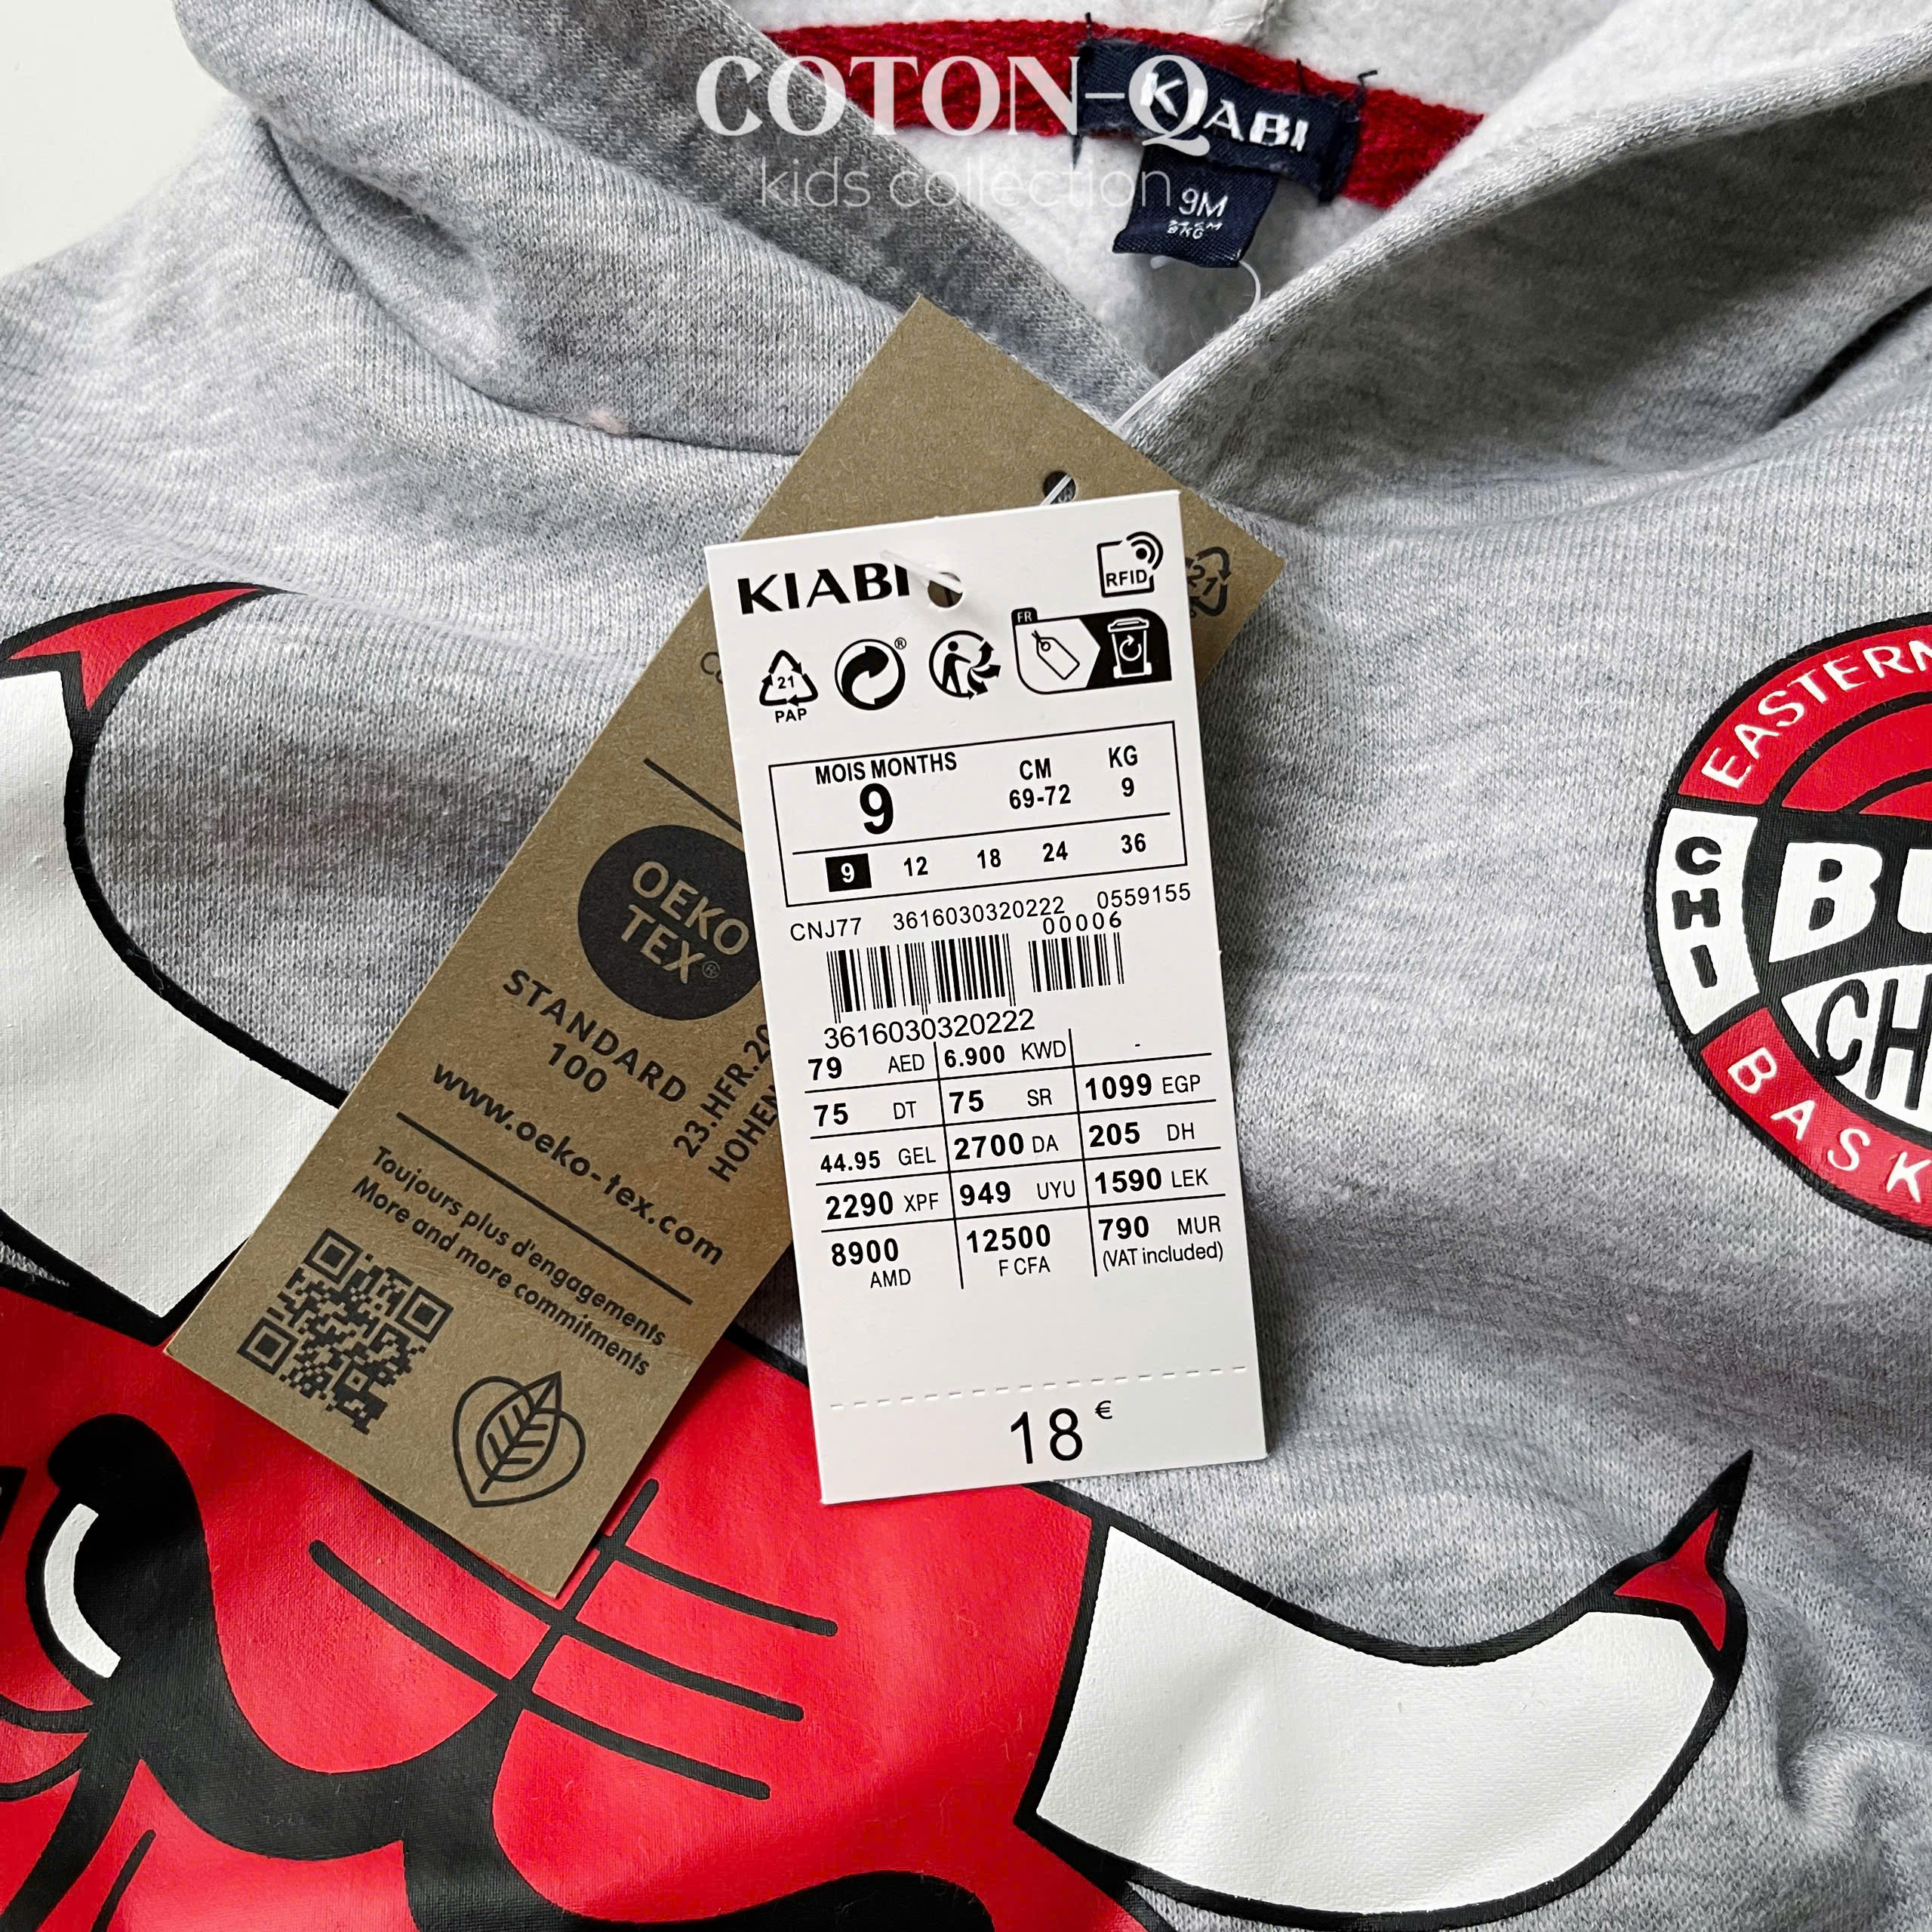 COTON-Q
kids collection
KIABI
9M
9KG
KIABI
RFID
21
21
PAP
®
FR
MOIS MONTHS CM KG
9 69-72 9
9 12 18 24 36
CNJ77 3616030320222 0559155
00006
3616030320222
79 AED 6.900 KWD -
75 DT 75 SR 1099 EGP
44.95 GEL 2700 DA 205 DH
2290 XPF 949 UYU 1590 LEK
8900 AMD 12500 F CFA 790 MUR
(VAT included)
18 €
OEKO
TEX®
STANDARD
100
23.HFR.20
HOHEN
www.oeko-tex.com
Toujours plus d'engagements
More and more commitments
EASTERN
CHI
BU
CH
BASK